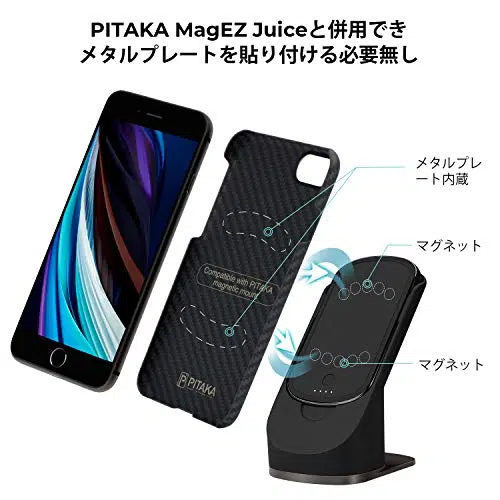 PITAKA MagEZ Juiceと併用でき
メタルプレートを貼り付ける必要無し
メタルプレ
ート内蔵
マグネット
Compatible with PITAKA
magnetic mount
マグネット
PITAKA